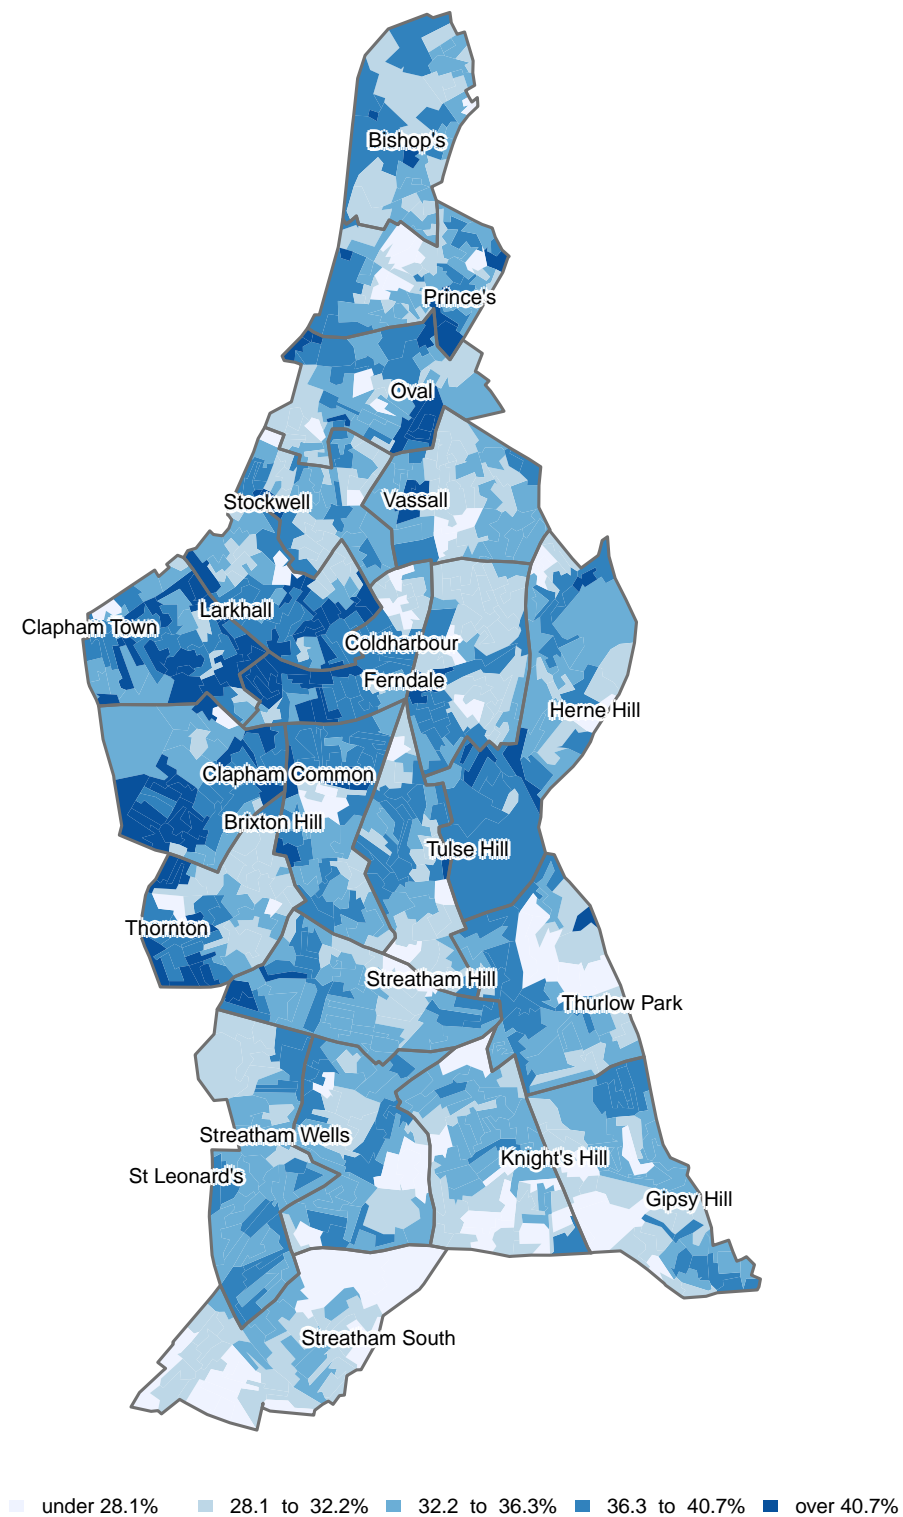 Bishop's
Prince's
Oval
Stockwell
Vassall
Larkhall
Clapham Town
Coldharbour
Ferndale
Herne Hill
Clapham Common
Brixton Hill
Tulse Hill
Thornton
Streatham Hill
Thurlow Park
Streatham Wells
Knight's Hill
St Leonard's
Gipsy Hill
Streatham South
under 28.1% 28.1 to 32.2% 32.2 to 36.3% 36.3 to 40.7% over 40.7%